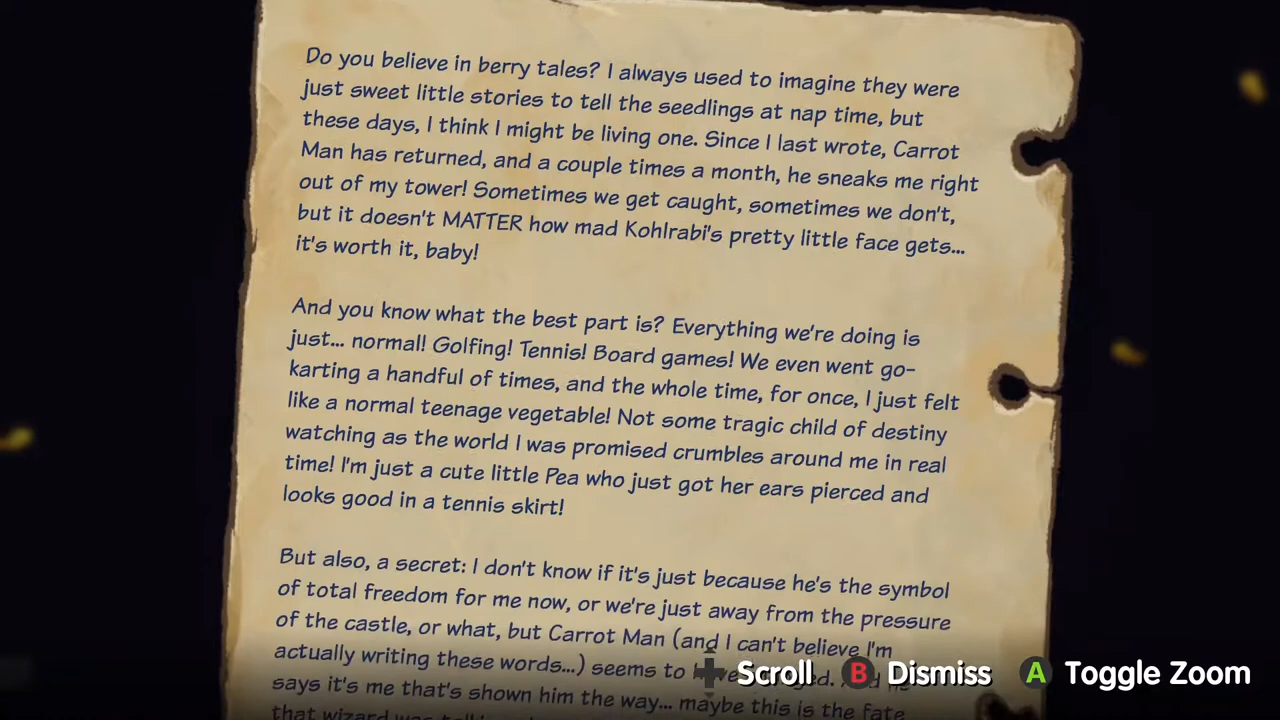 Do you believe in berry tales? I always used to imagine they were
just sweet little stories to tell the seedlings at nap time, but
these days, I think I might be living one. Since I last wrote, Carrot
Man has returned, and a couple times a month, he sneaks me right
out of my tower! Sometimes we get caught, sometimes we don't,
but it doesn't MATTER how mad Kohlrabi's pretty little face gets...
it's worth it, baby!
And you know what the best part is? Everything we're doing is
just... normal! Golfing! Tennis! Board games! We even went go-
karting a handful of times, and the whole time, for once, I just felt
like a normal teenage vegetable! Not some tragic child of destiny
watching as the world I was promised crumbles around me in real
time! I'm just a cute little Pea who just got her ears pierced and
looks good in a tennis skirt!
But also, a secret: I don't know if it's just because he's the symbol
of total freedom for me now, or we're just away from the pressure
of the castle, or what, but Carrot Man (and I can't believe I'm
actually writing these words...) seems to
says it's me that's shown him the way... maybe this is the fate
that wizard was
Scroll B Dismiss A Toggle Zoom